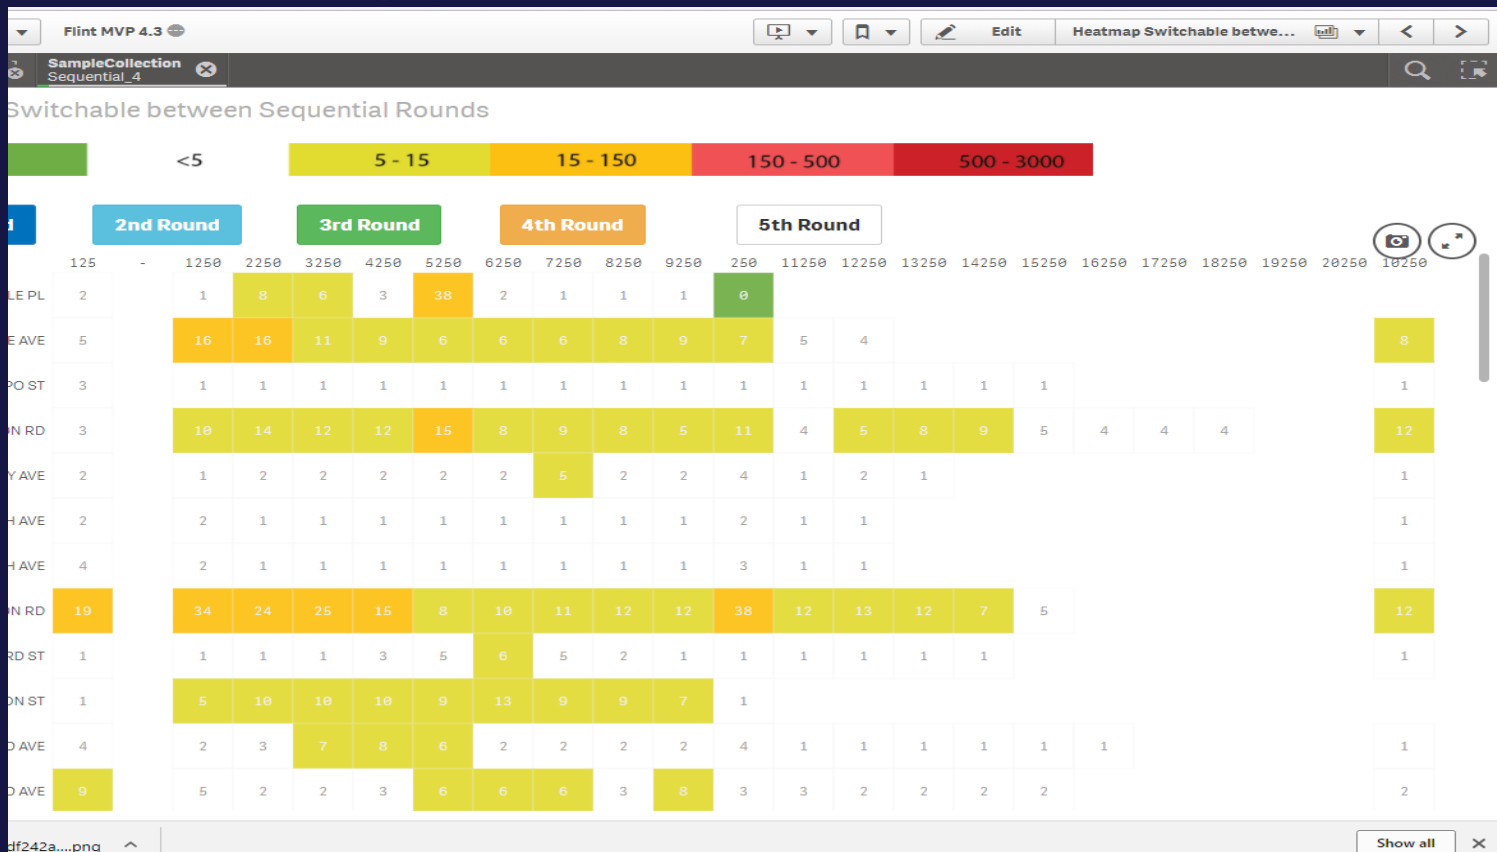 Flint MVP 4.3
Edit
Heatmap Switchable betwe...
SampleCollection
Sequential_4
Switchable between Sequential Rounds
<5 5 - 15 15 - 150 150 - 500 500 - 3000
d 2nd Round 3rd Round 4th Round 5th Round
125 - 1250 2250 3250 4250 5250 6250 7250 8250 9250 250 11250 12250 13250 14250 15250 16250 17250 18250 19250 20250 10250
LE PL 2 1 8 6 3 38 2 1 1 1 0
E AVE 5 16 16 11 9 6 6 6 8 9 7 5 4 8
PO ST 3 1 1 1 1 1 1 1 1 1 1 1 1 1 1 1 1
ON RD 3 10 14 12 12 15 8 9 8 5 11 4 5 8 9 5 4 4 4 12
Y AVE 2 1 2 2 2 2 2 5 2 2 4 1 2 1 1
H AVE 2 2 1 1 1 1 1 1 1 1 2 1 1 1
H AVE 4 2 1 1 1 1 1 1 1 1 3 1 1 1
ON RD 19 34 24 25 15 8 10 11 12 12 38 12 13 12 7 5 12
RD ST 1 1 1 1 3 5 6 5 2 1 1 1 1 1 1 1
ON ST 1 5 10 10 10 9 13 9 9 7 1
D AVE 4 2 3 7 8 6 2 2 2 2 4 1 1 1 1 1 1 1
D AVE 9 5 2 2 3 6 6 6 3 8 3 3 2 2 2 2 2
df242a....png
Show all